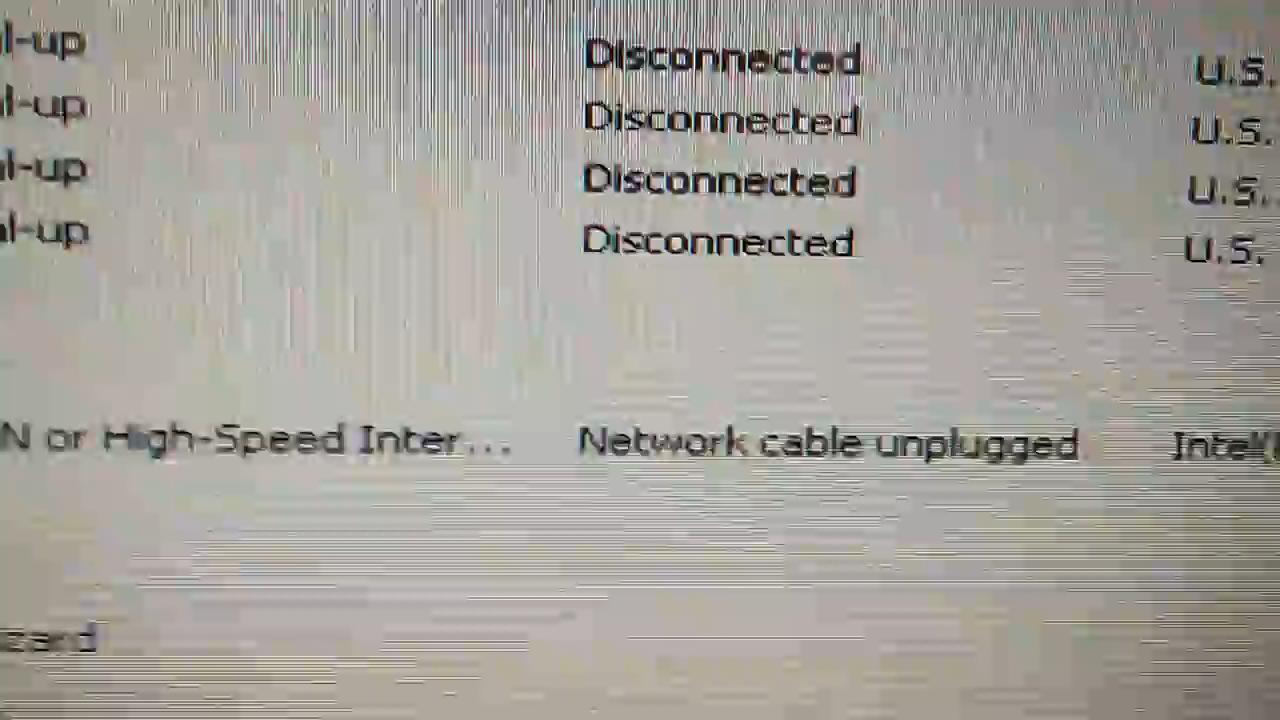 l-up Disconnected U.S.
l-up Disconnected U.S.
l-up Disconnected U.S.
l-up Disconnected U.S.
N or High-Speed Inter... Network cable unplugged Intel(
zard